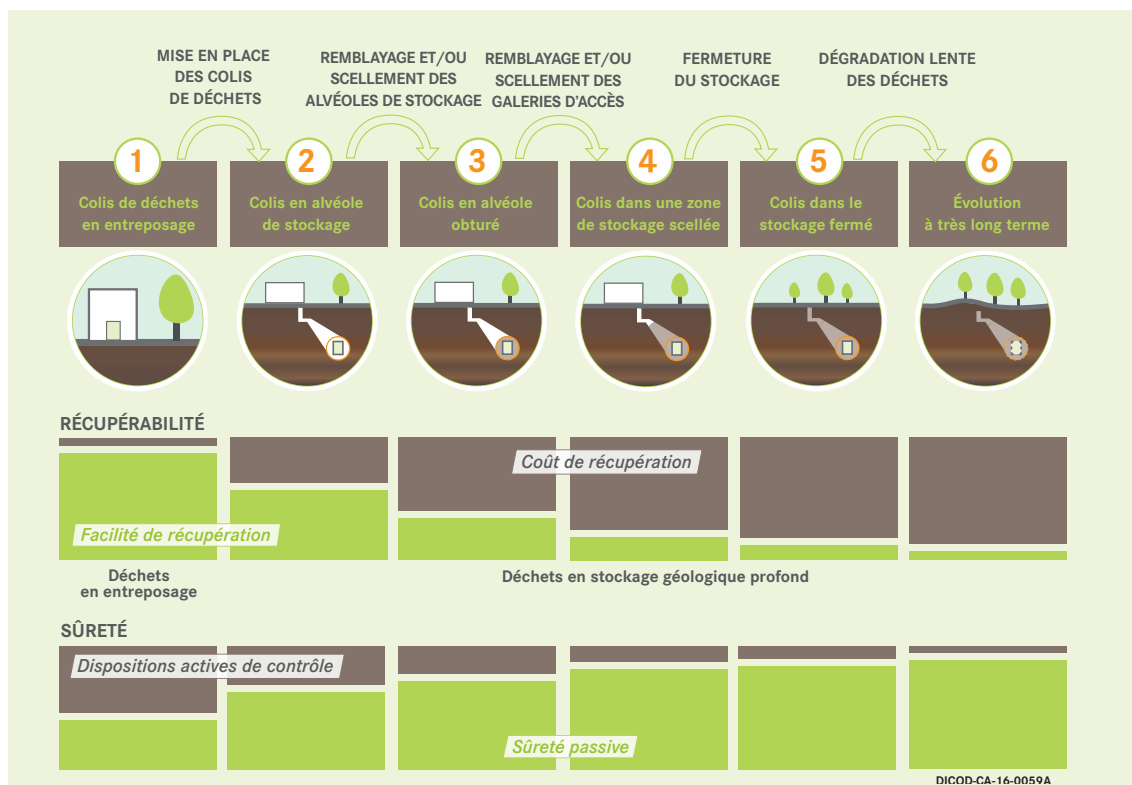 MISE EN PLACE
DES COLIS
DE DÉCHETS
REMBLAYAGE ET/OU
SCELLEMENT DES
ALVÉOLES DE STOCKAGE
REMBLAYAGE ET/OU
SCELLEMENT DES
GALERIES D'ACCÈS
FERMETURE
DU STOCKAGE
DÉGRADATION LENTE
DES DÉCHETS
1
Colis de déchets
en entreposage
2
Colis en alvéole
de stockage
3
Colis en alvéole
obturé
4
Colis dans une zone
de stockage scellée
5
Colis dans le
stockage fermé
6
Évolution
à très long terme
RÉCUPÉRABILITÉ
Coût de récupération
Facilité de récupération
Déchets
en entreposage
Déchets en stockage géologique profond
SÛRETÉ
Dispositions actives de contrôle
Sûreté passive
DICOD-CA-16-0059A